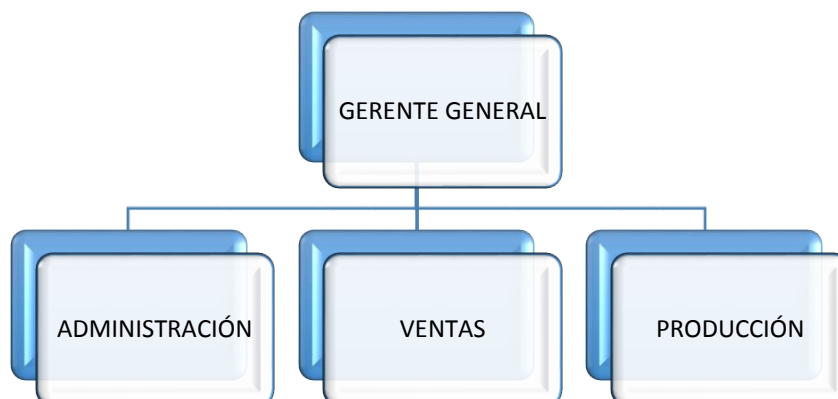 GERENTE GENERAL
ADMINISTRACIÓN
VENTAS
PRODUCCIÓN